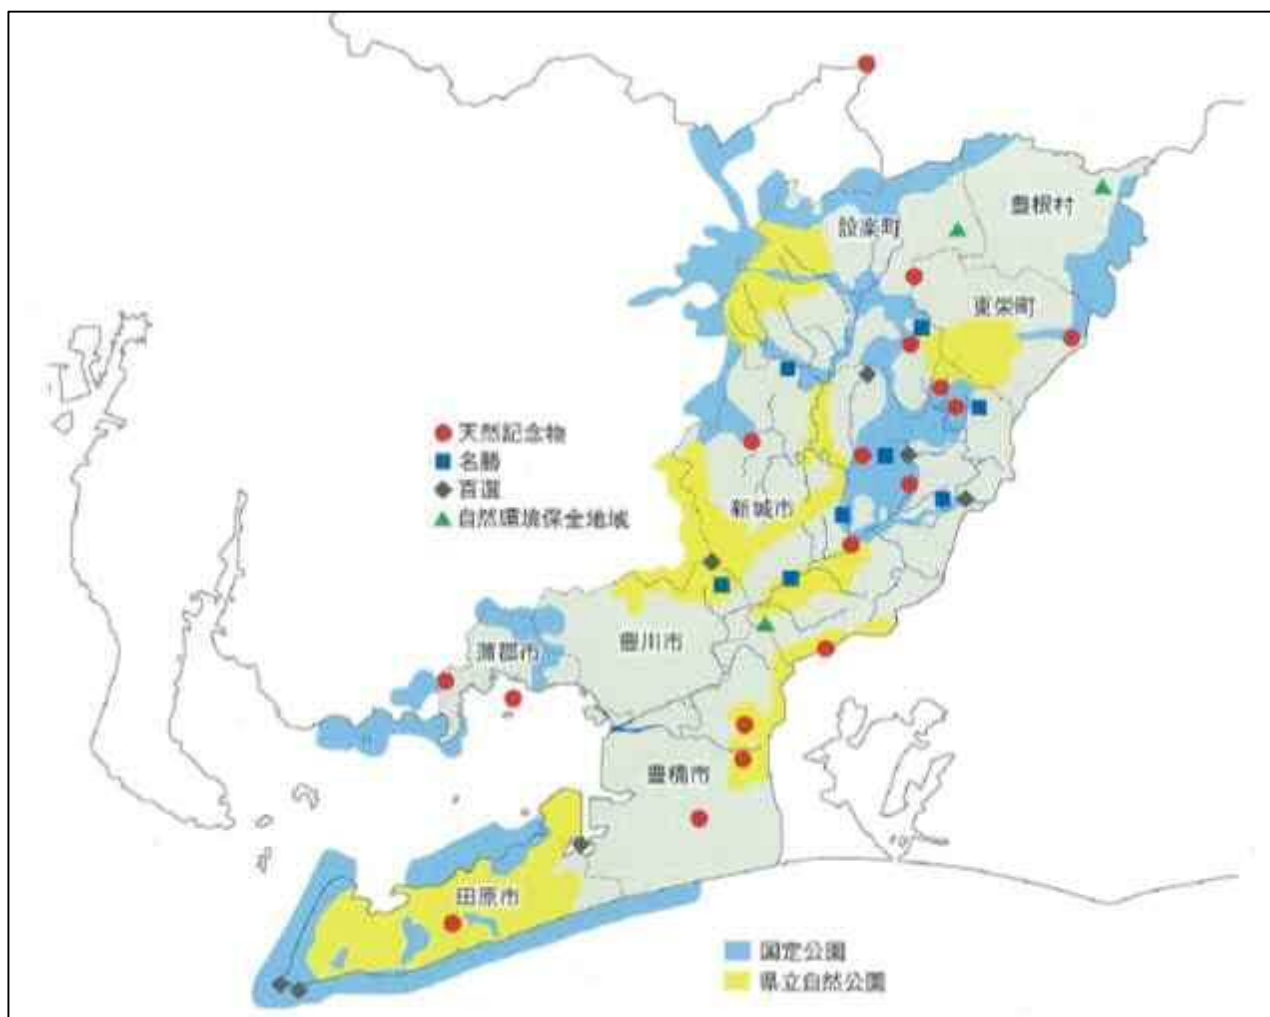 豊根村
設楽町
東栄町
天然記念物
名勝
百選
自然環境保全地域
新城市
豊川市
蒲郡市
豊橋市
田原市
国定公園
県立自然公園